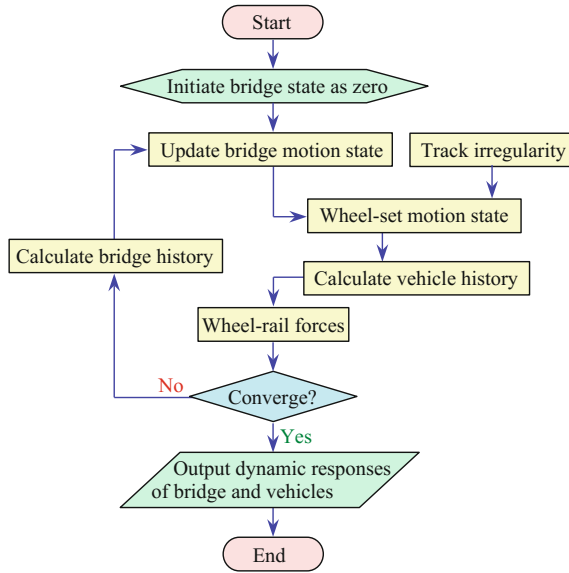 Start
Initiate bridge state as zero
Update bridge motion state
Track irregularity
Wheel-set motion state
Calculate bridge history
Calculate vehicle history
Wheel-rail forces
No
Converge?
Yes
Output dynamic responses
of bridge and vehicles
End